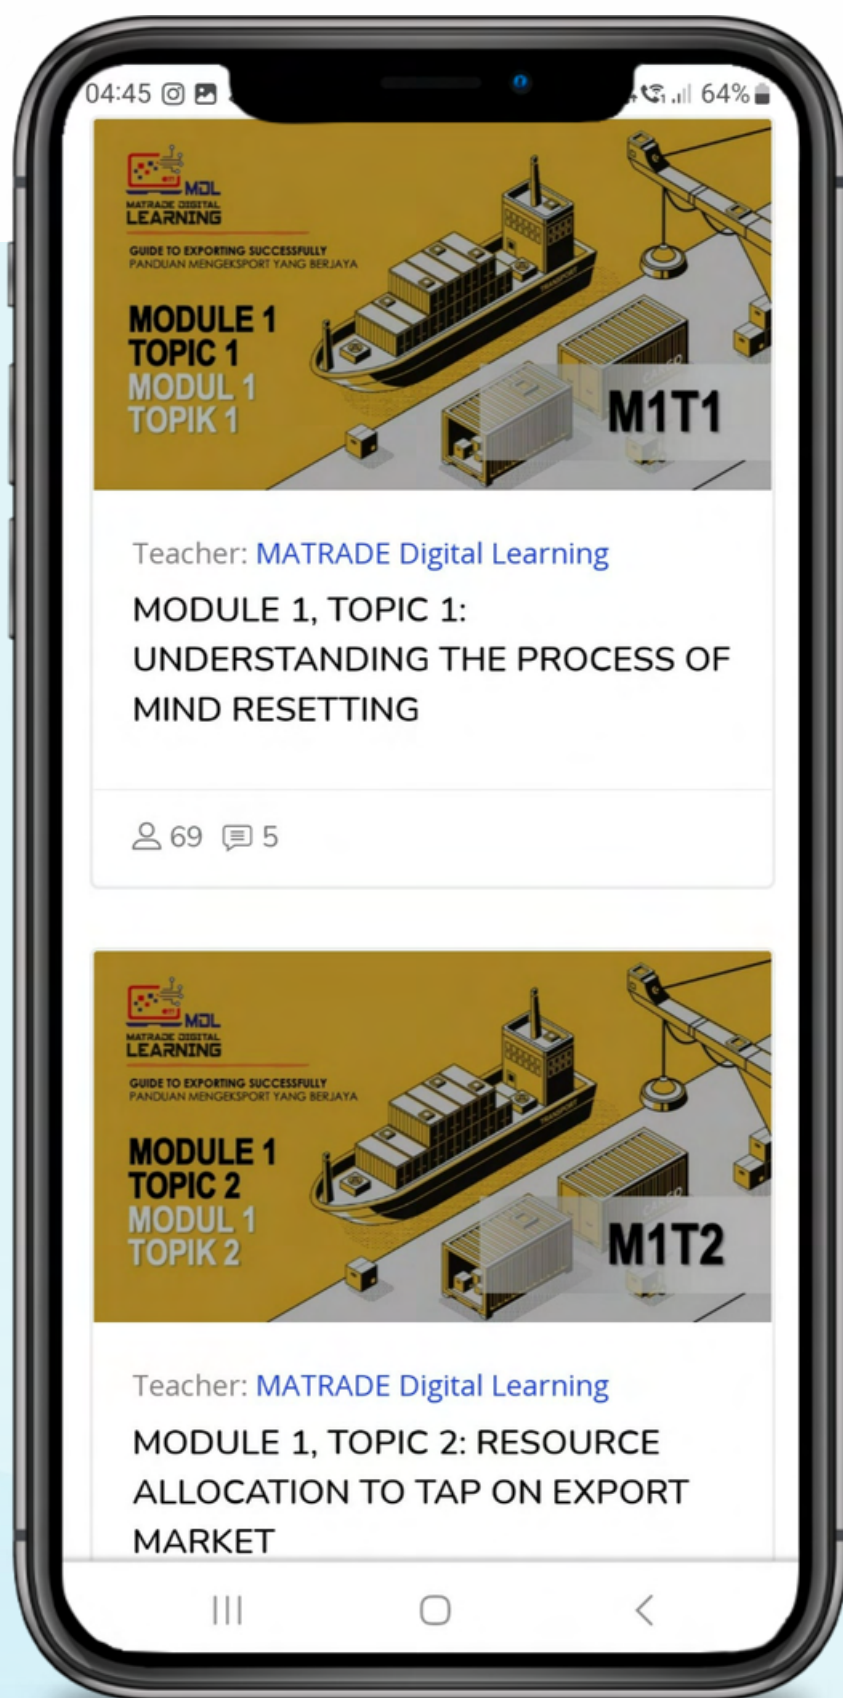 04:45
64%
MDL
MATRADE DIGITAL
LEARNING
GUIDE TO EXPORTING SUCCESSFULLY
PANDUAN MENGEKSPORT YANG BERJAYA
MODULE 1
TOPIC 1
MODUL 1
TOPIK 1
TRANSPORT
M1T1
Teacher: MATRADE Digital Learning
MODULE 1, TOPIC 1:
UNDERSTANDING THE PROCESS OF
MIND RESETTING
69 5
MDL
MATRADE DIGITAL
LEARNING
GUIDE TO EXPORTING SUCCESSFULLY
PANDUAN MENGEKSPORT YANG BERJAYA
MODULE 1
TOPIC 2
MODUL 1
TOPIK 2
TRANSPORT
M1T2
Teacher: MATRADE Digital Learning
MODULE 1, TOPIC 2: RESOURCE
ALLOCATION TO TAP ON EXPORT
MARKET